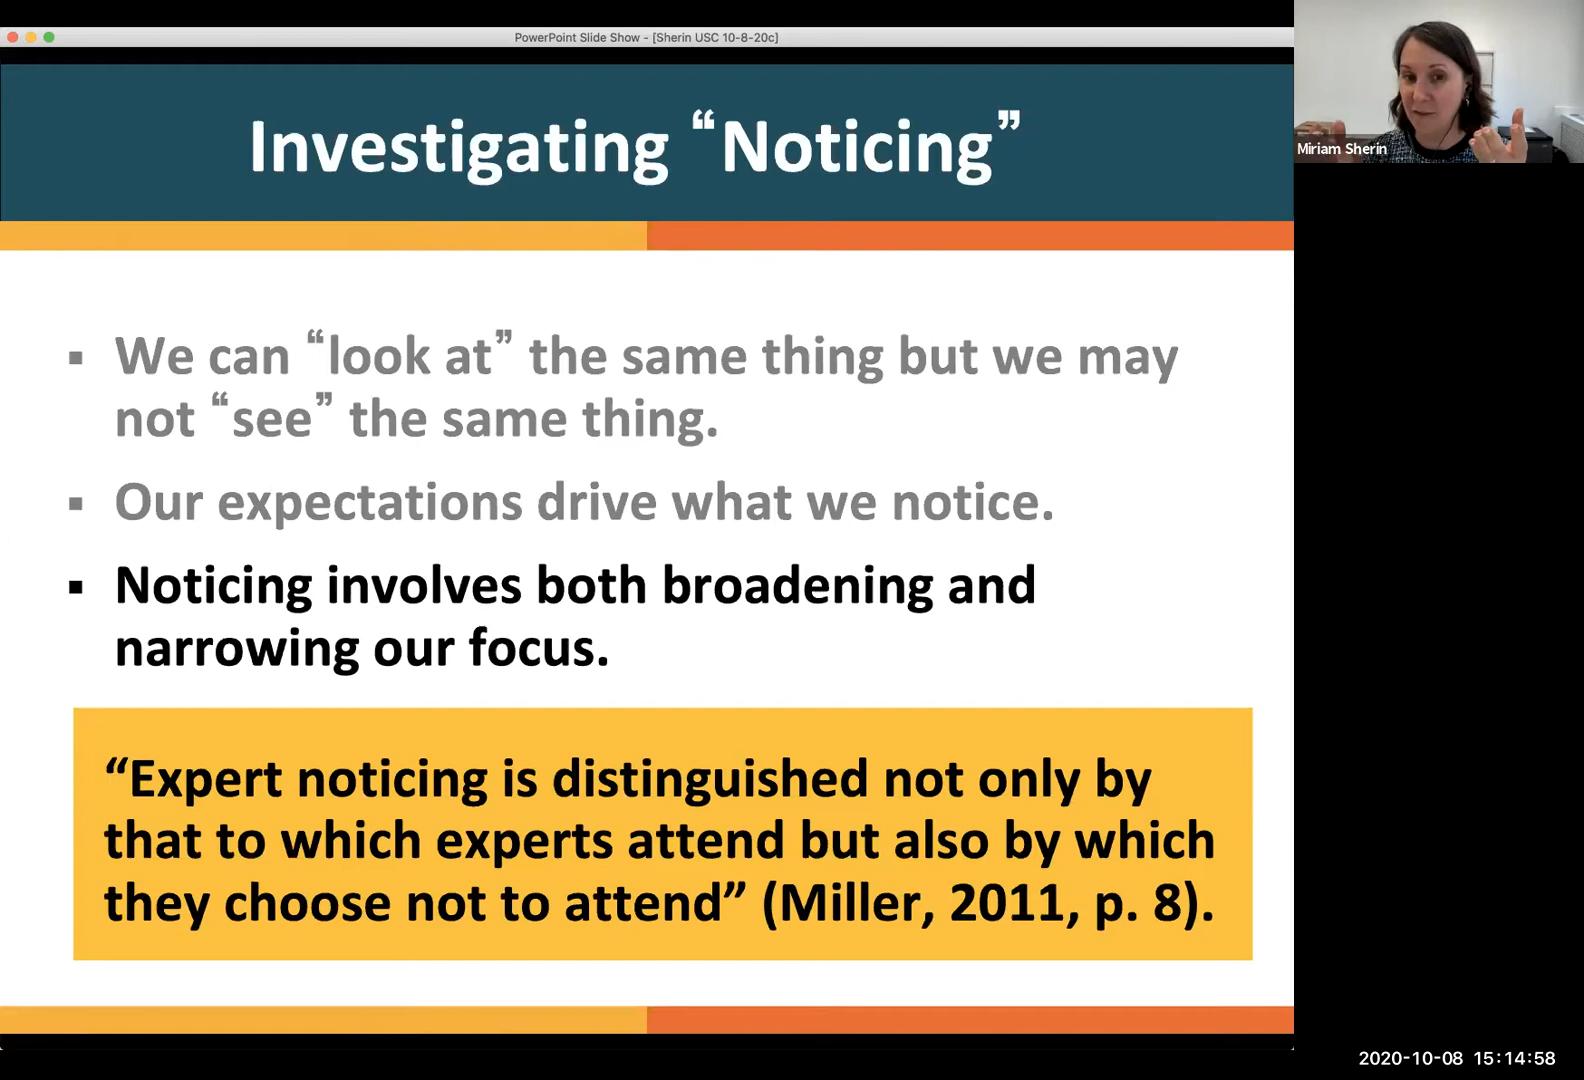 PowerPoint Slide Show - [Sherin USC 10-8-20c]
Investigating “Noticing”
Miriam Sherin
▪ We can “look at” the same thing but we may
not “see” the same thing.
▪ Our expectations drive what we notice.
▪ Noticing involves both broadening and
narrowing our focus.
“Expert noticing is distinguished not only by
that to which experts attend but also by which
they choose not to attend” (Miller, 2011, p. 8).
2020-10-08 15:14:58